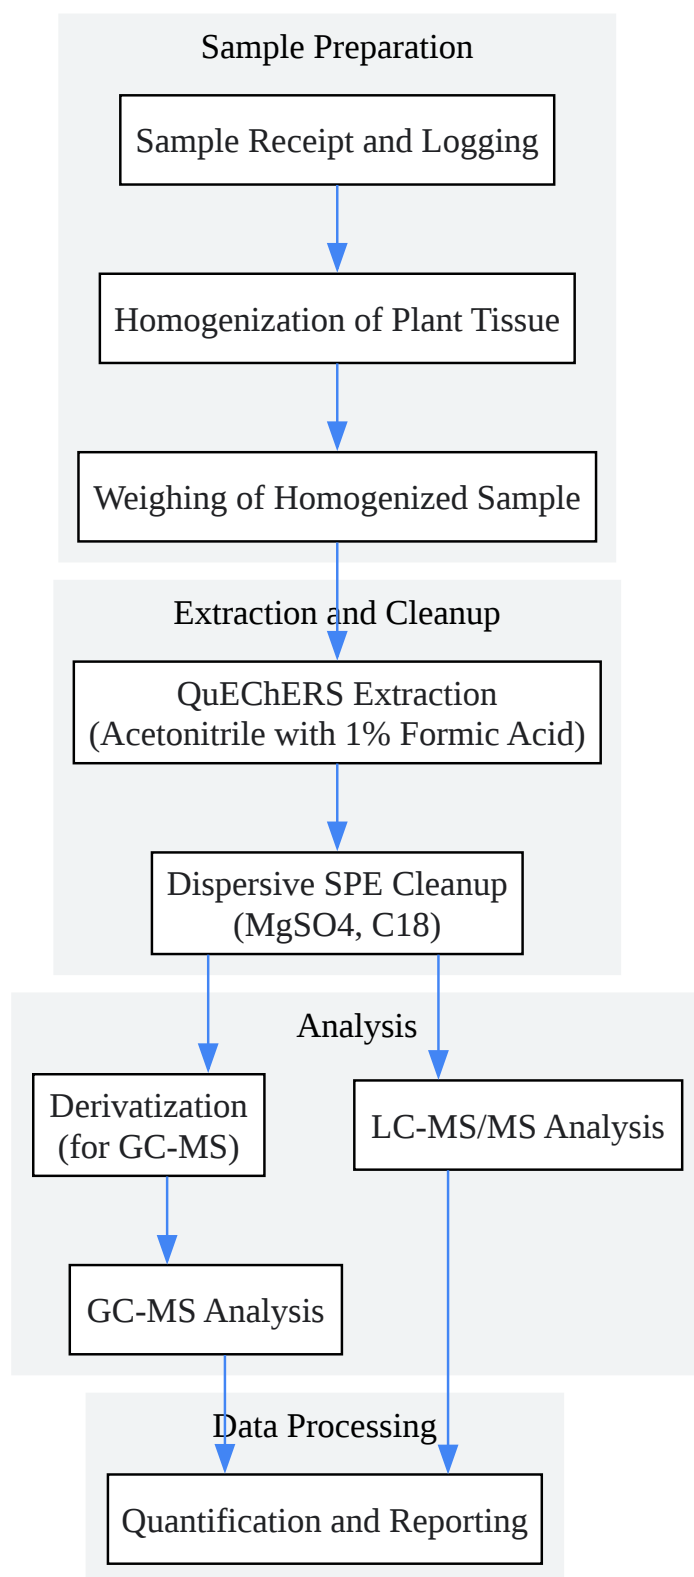 Sample Preparation
Sample Receipt and Logging
Homogenization of Plant Tissue
Weighing of Homogenized Sample
Extraction and Cleanup
QuEChERS Extraction
(Acetonitrile with 1% Formic Acid)
Dispersive SPE Cleanup
(MgSO4, C18)
Analysis
Derivatization
(for GC-MS)
LC-MS/MS Analysis
GC-MS Analysis
Data Processing
Quantification and Reporting